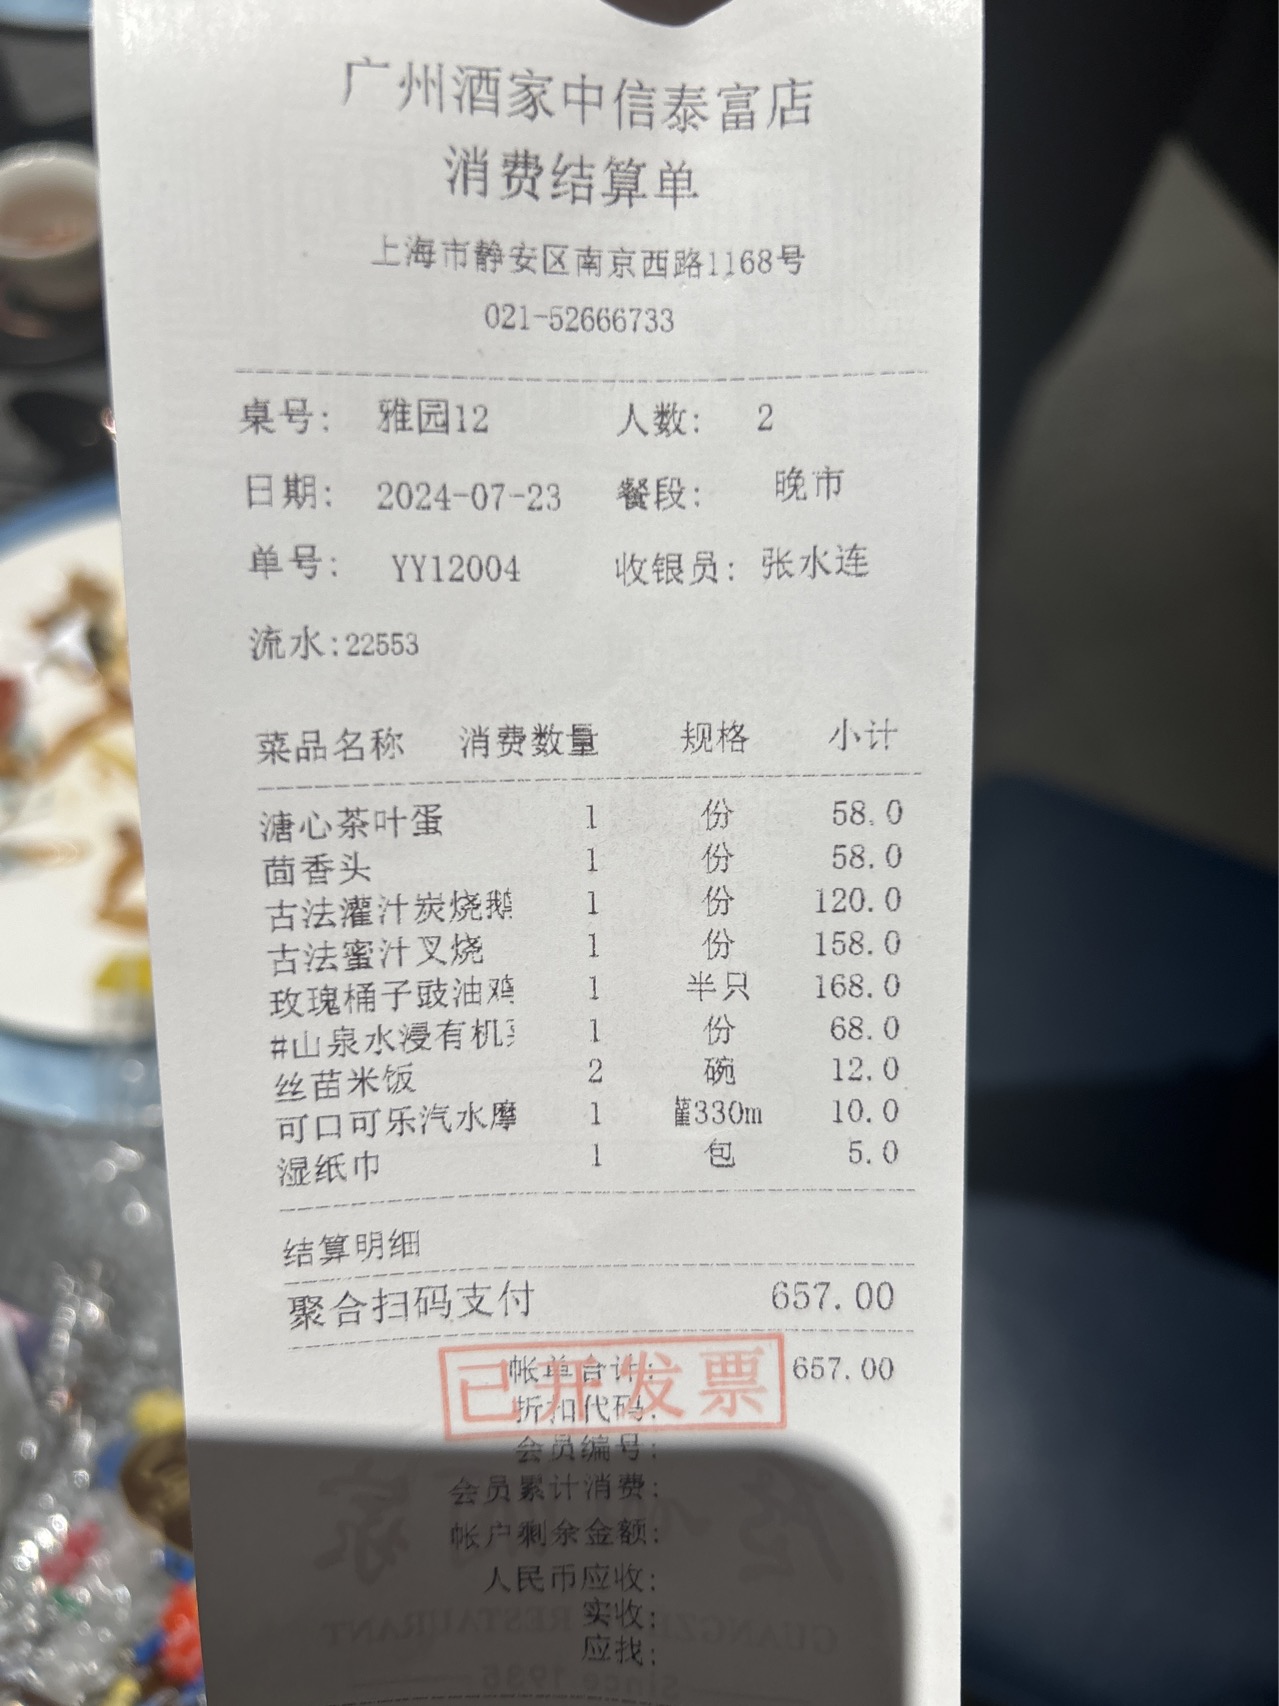 广州酒家中信泰富店
消费结算单
上海市静安区南京西路1168号
021-52666733
桌号: 雅园12 人数: 2
日期: 2024-07-23 餐段: 晚市
单号: YY12004 收银员: 张水连
流水:22553
菜品名称 消费数量 规格 小计
溏心茶叶蛋 1 份 58.0
茴香头 1 份 58.0
古法灌汁炭烧鹅 1 份 120.0
古法蜜汁叉烧 1 份 158.0
玫瑰桶子豉油鸡 1 半只 168.0
#山泉水浸有机 1 份 68.0
丝苗米饭 2 碗 12.0
可口可乐汽水摩 1 罐330m 10.0
湿纸巾 1 包 5.0
结算明细
聚合扫码支付 657.00
帐单合计: 657.00
已开发票
折扣代码:
会员编号:
会员累计消费:
帐户剩余金额:
人民币应收:
实收:
应找: